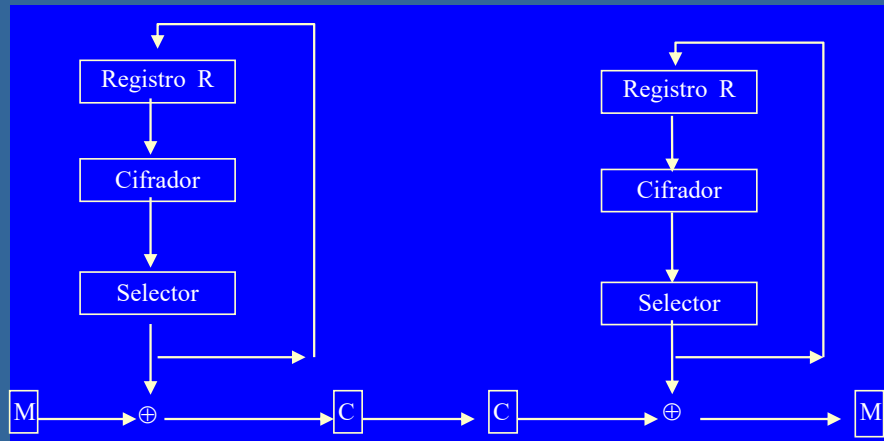 Registro R
Cifrador
Selector
M ⊕ C
Registro R
Cifrador
Selector
C ⊕ M